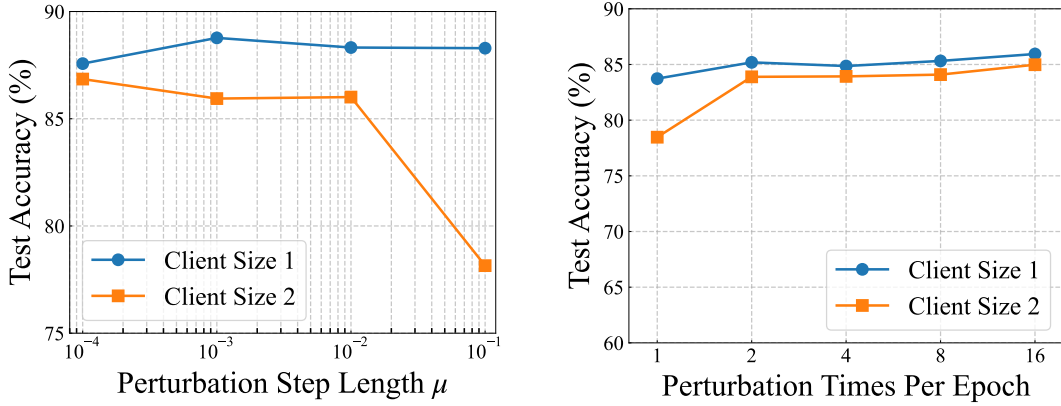 90
85
80
75
Test Accuracy (%)
Client Size 1
Client Size 2
10⁻⁴
10⁻³
10⁻²
10⁻¹
Perturbation Step Length μ
90
85
80
75
70
65
60
Test Accuracy (%)
Client Size 1
Client Size 2
1
2
4
8
16
Perturbation Times Per Epoch